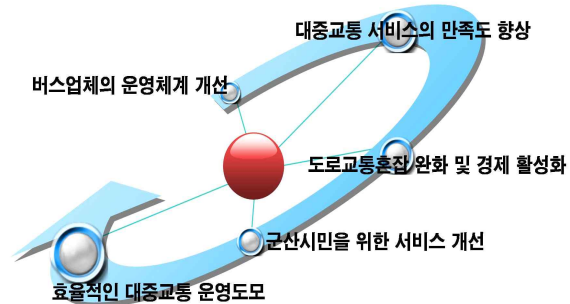 대중교통 서비스의 만족도 향상
버스업체의 운영체계 개선
도로교통혼잡 완화 및 경제 활성화
군산시민을 위한 서비스 개선
효율적인 대중교통 운영도모